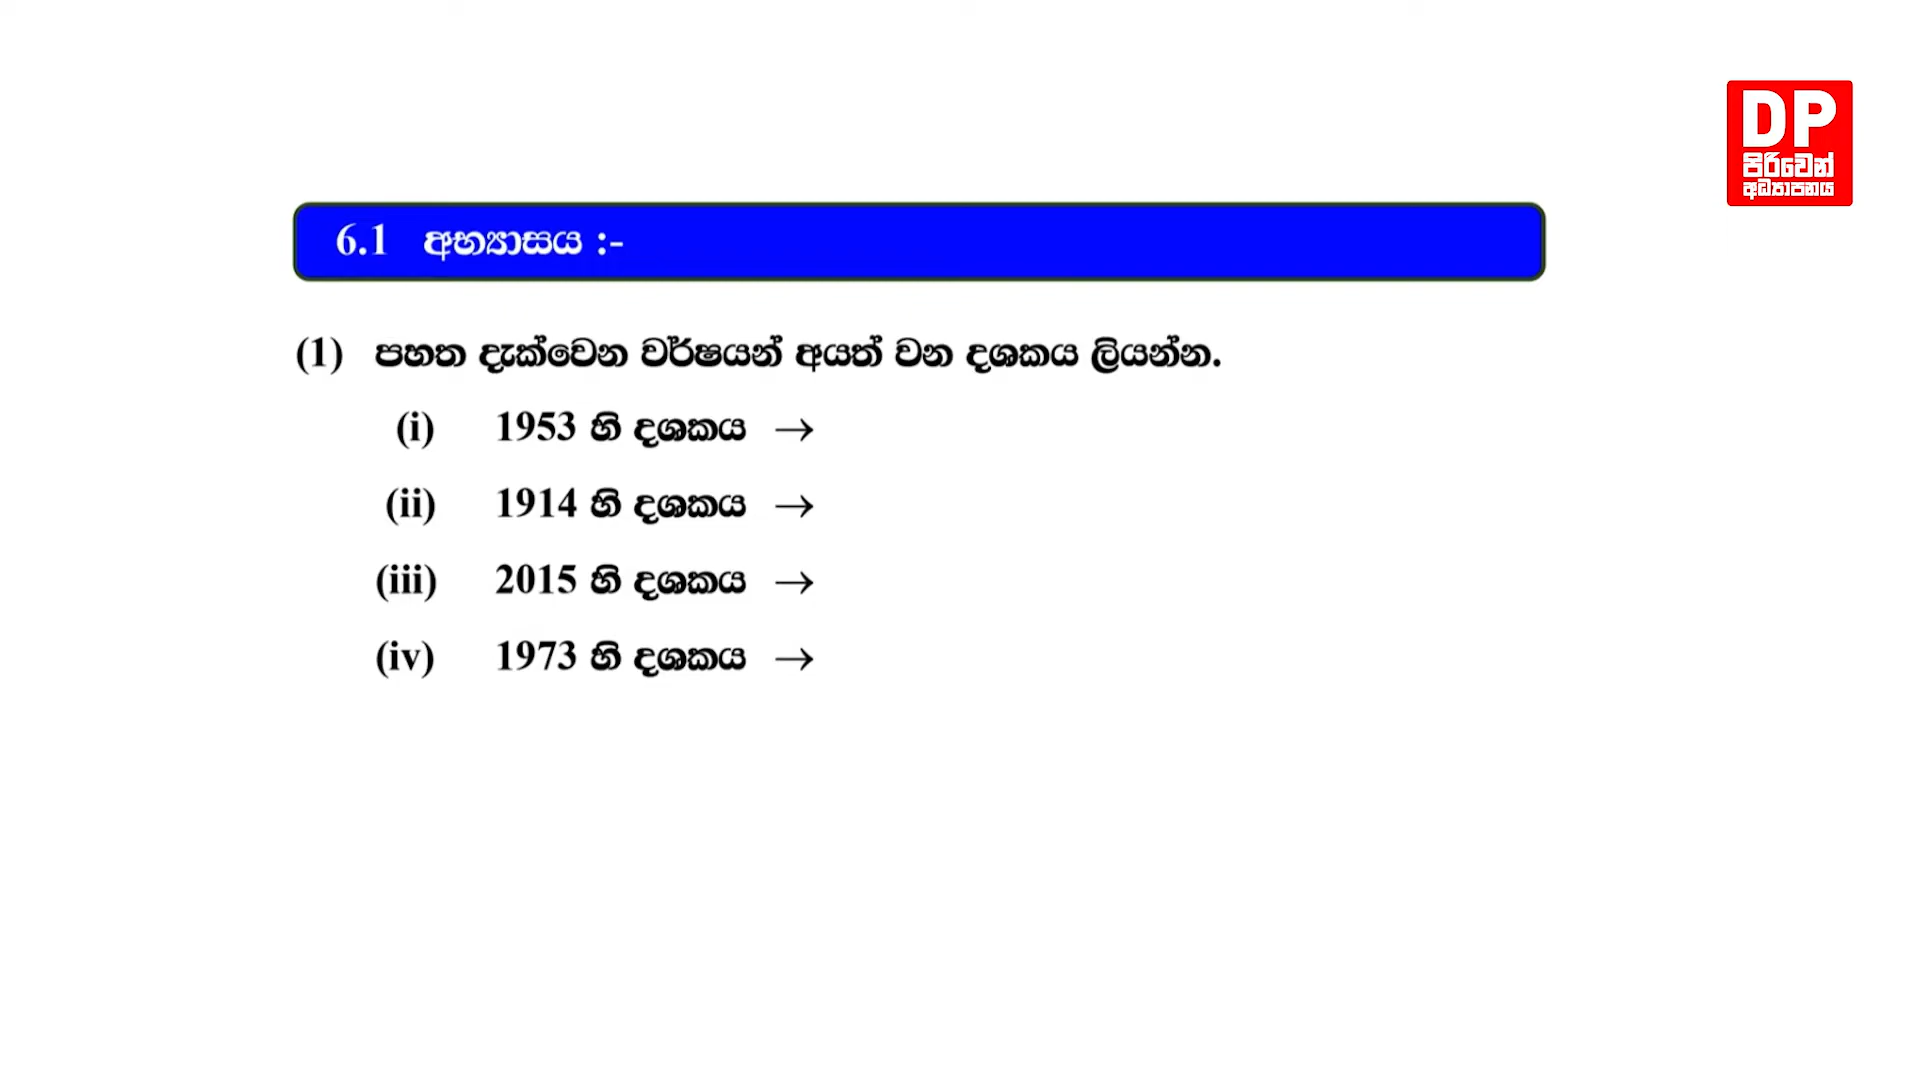 DP
පිරිවෙන්
අධ්‍යාපනය
6.1 අභ්‍යාසය :-
(1) පහත දැක්වෙන වර්ෂයන් අයත් වන දශකය ලියන්න.
(i) 1953 හි දශකය →
(ii) 1914 හි දශකය →
(iii) 2015 හි දශකය →
(iv) 1973 හි දශකය →